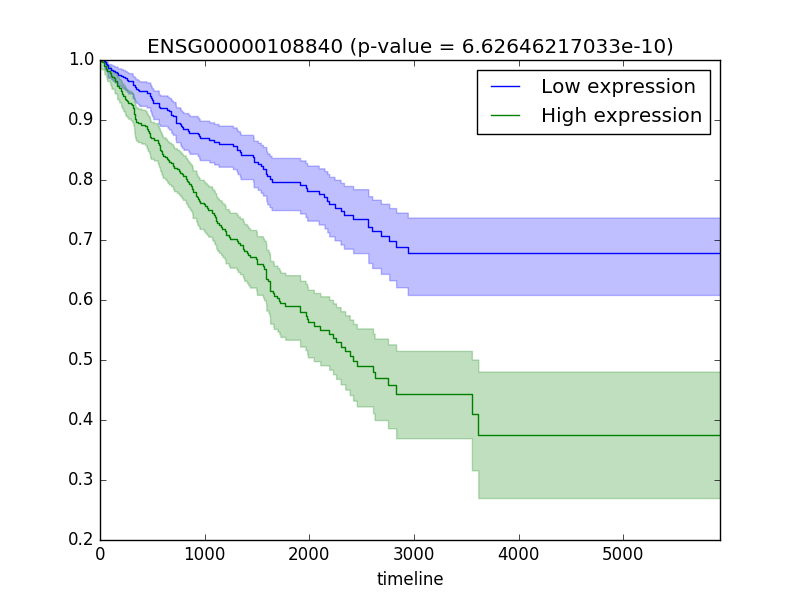 ENSG00000108840 (p-value = 6.62646217033e-10)
Low expression
High expression
1.0
0.9
0.8
0.7
0.6
0.5
0.4
0.3
0.2
0 1000 2000 3000 4000 5000
timeline